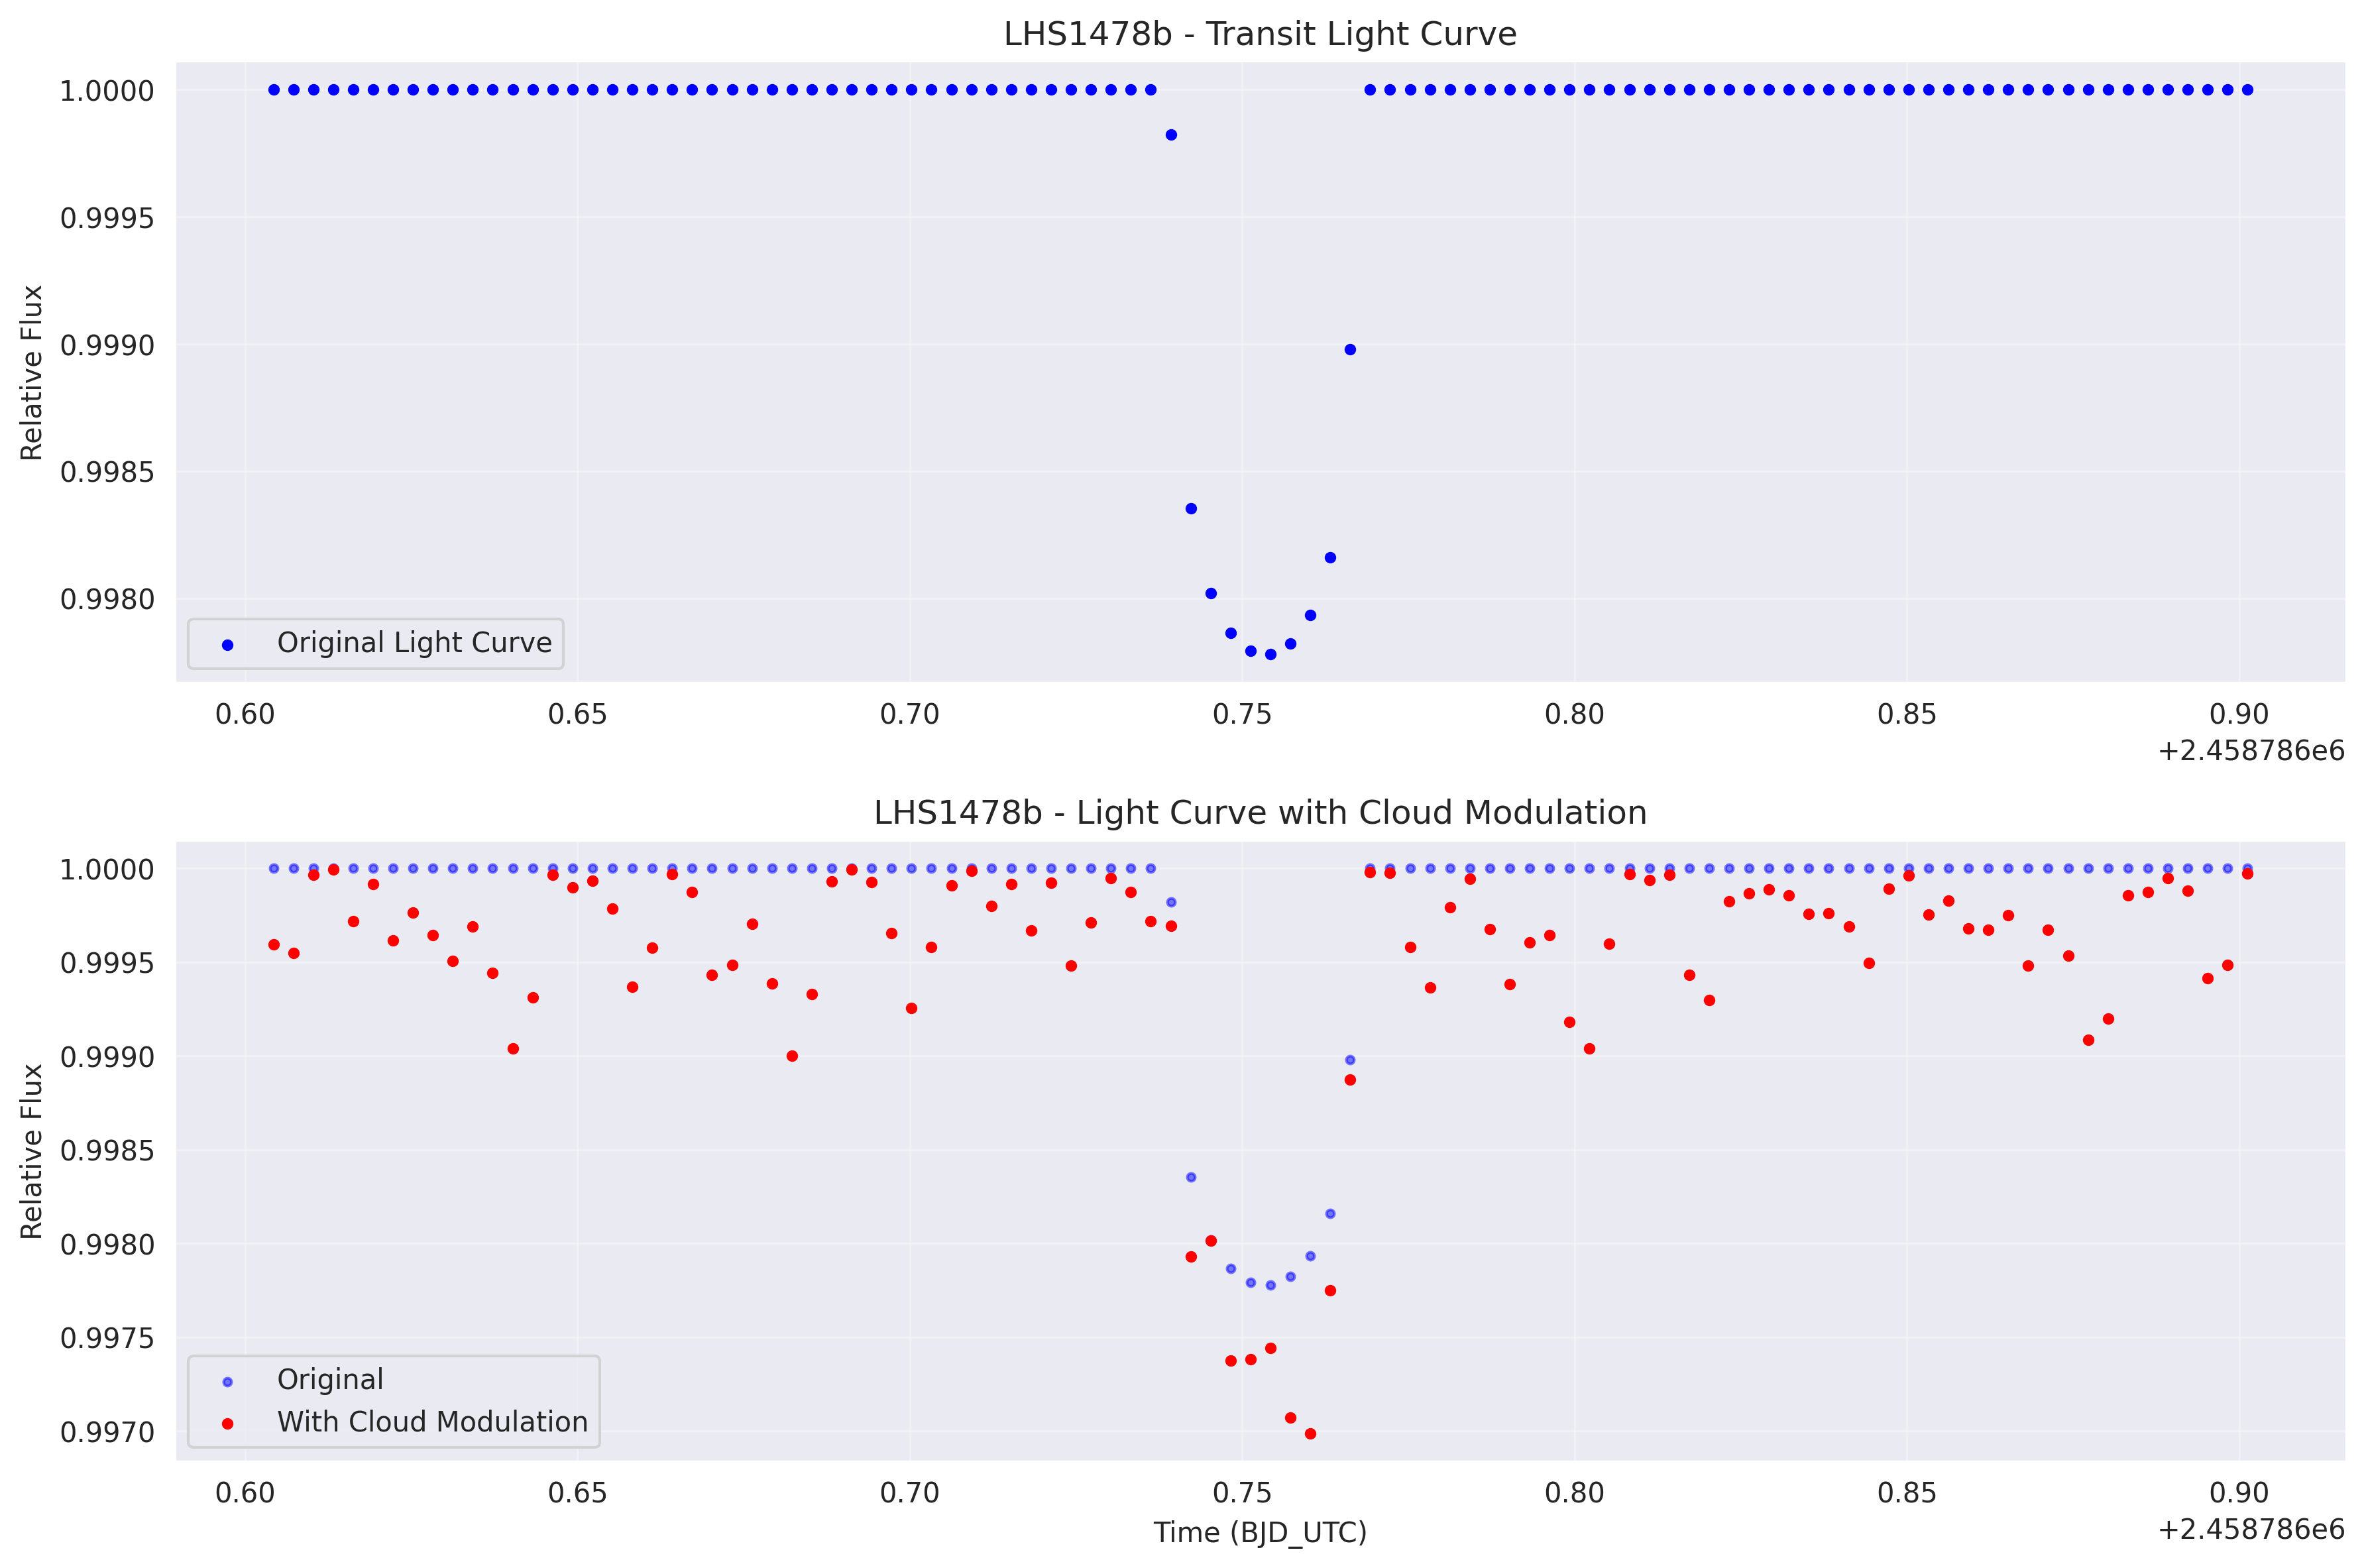 LHS1478b - Transit Light Curve
1.0000
0.9995
0.9990
0.9985
0.9980
Relative Flux
Original Light Curve
0.60 0.65 0.70 0.75 0.80 0.85 0.90
+2.458786e6
LHS1478b - Light Curve with Cloud Modulation
1.0000
0.9995
0.9990
0.9985
0.9980
0.9975
0.9970
Relative Flux
Original
With Cloud Modulation
0.60 0.65 0.70 0.75 0.80 0.85 0.90
Time (BJD_UTC)
+2.458786e6